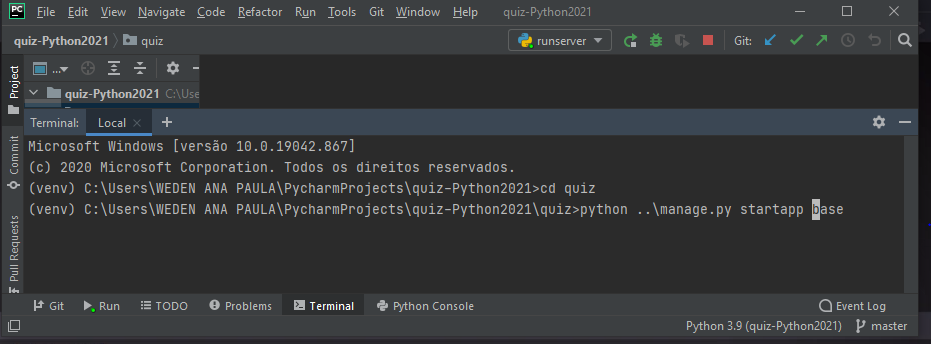 PC File Edit View Navigate Code Refactor Run Tools Git Window Help quiz-Python2021
quiz-Python2021 quiz runserver Git:
Project
...
quiz-Python2021 C:\Use
Terminal: Local
Commit
Pull Requests
Microsoft Windows [versão 10.0.19042.867]
(c) 2020 Microsoft Corporation. Todos os direitos reservados.
(venv) C:\Users\WEDEN ANA PAULA\PycharmProjects\quiz-Python2021>cd quiz
(venv) C:\Users\WEDEN ANA PAULA\PycharmProjects\quiz-Python2021\quiz>python ..\manage.py startapp base
Git Run TODO Problems Terminal Python Console Event Log
Python 3.9 (quiz-Python2021) master